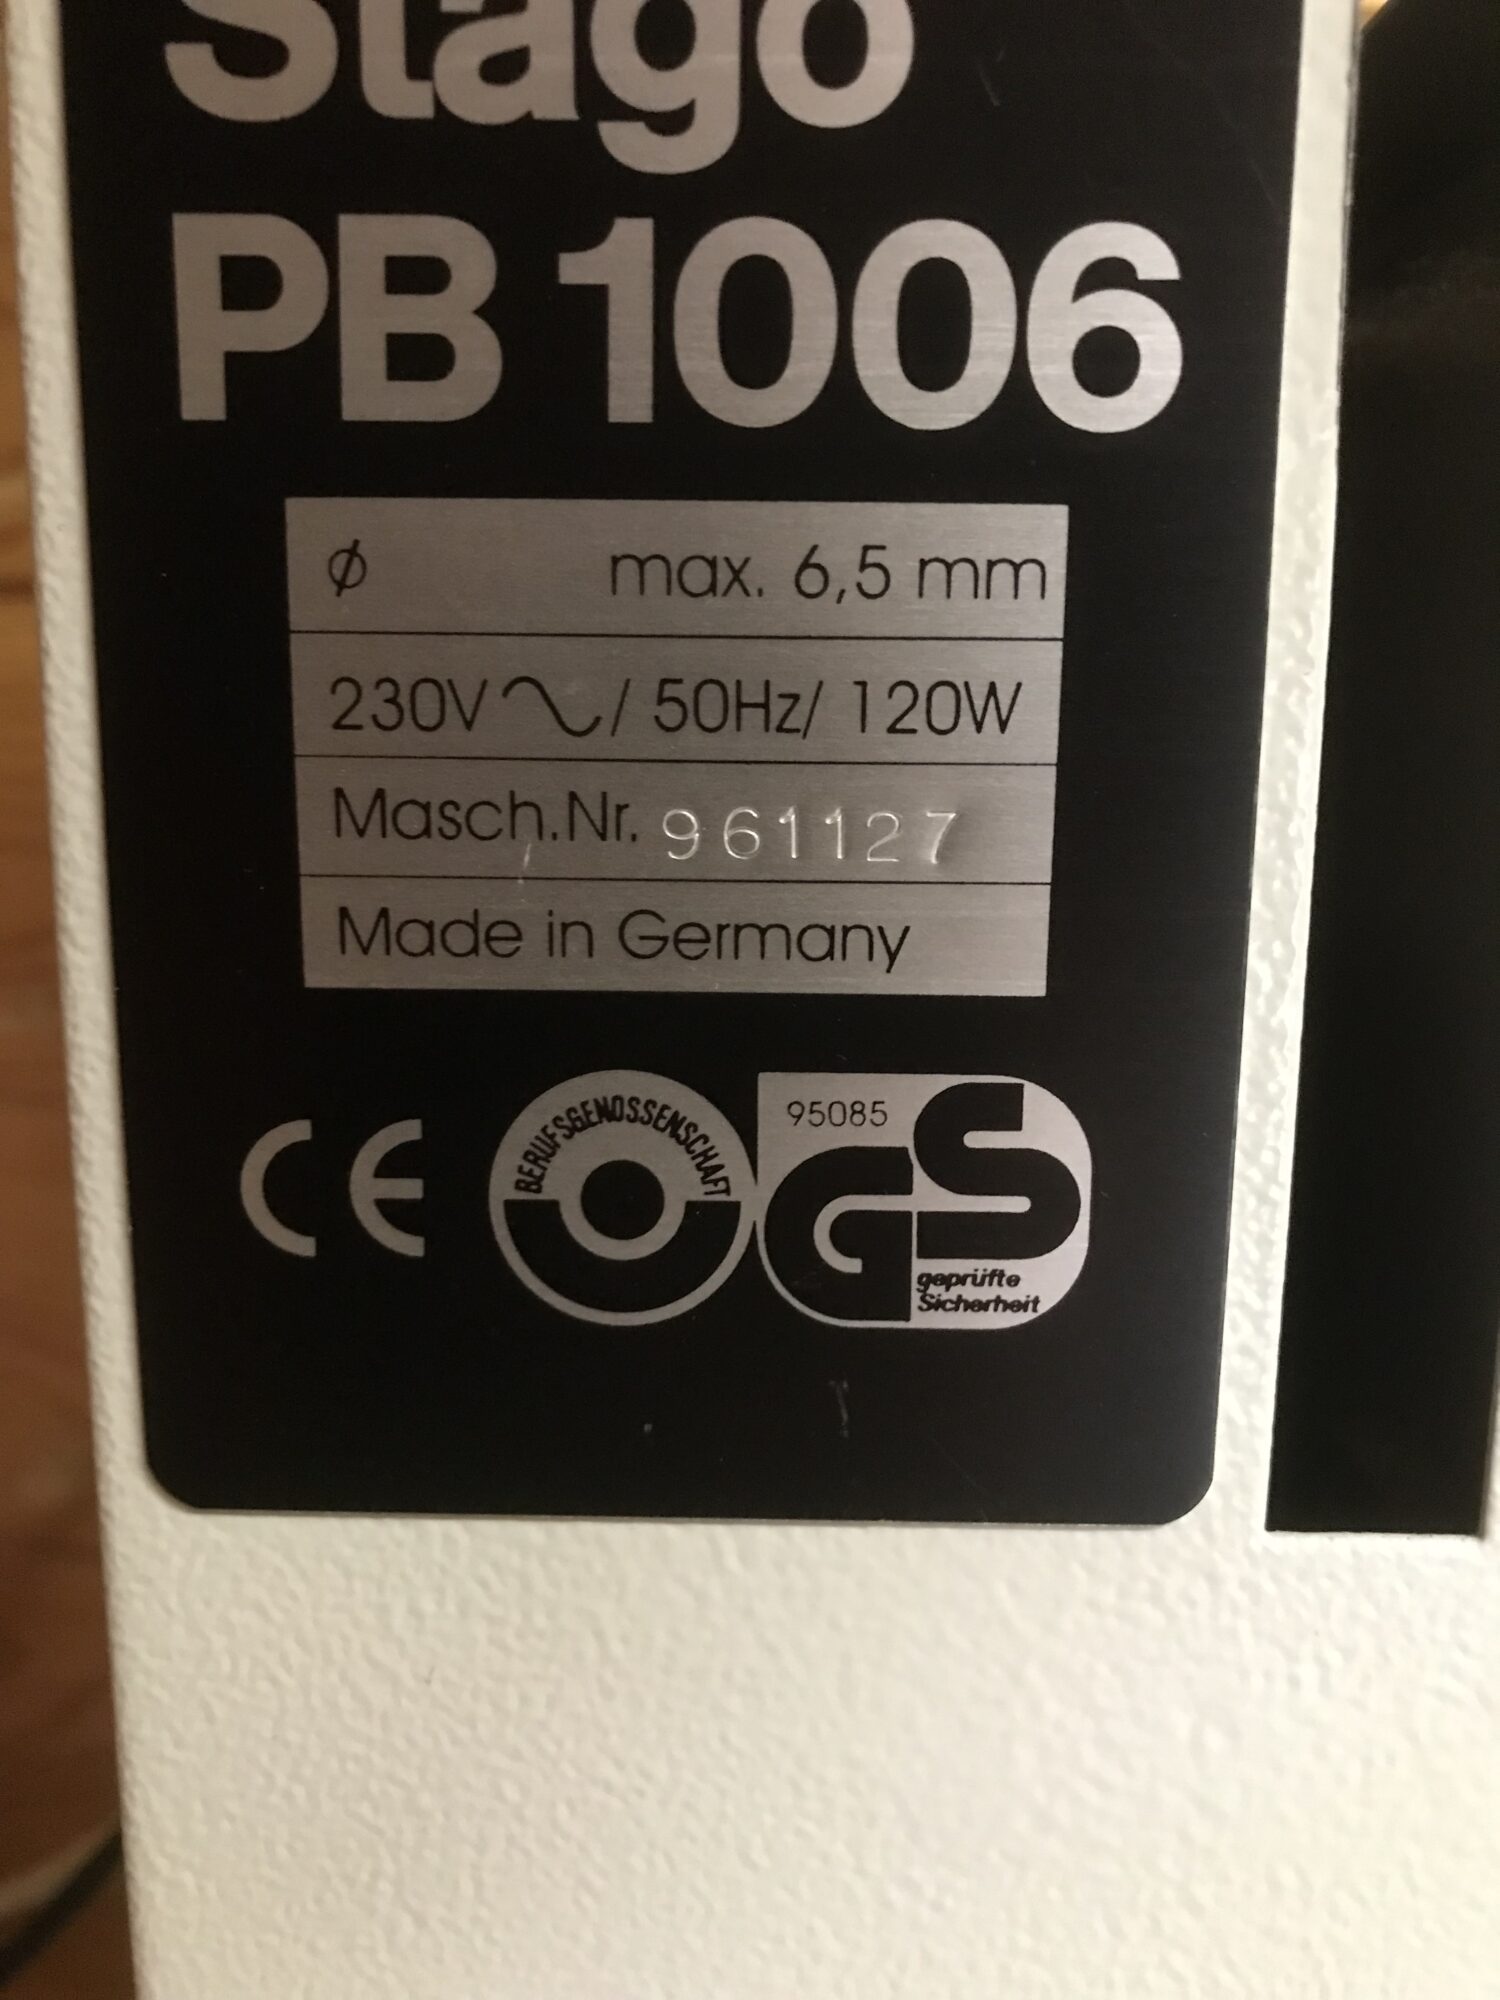 Stago
PB 1006
ø max. 6,5 mm
230V~/ 50Hz/ 120W
Masch.Nr. 961127
Made in Germany
CE
BERUFSGENOSSENSCHAFT
95085
GS
geprüfte
Sicherheit